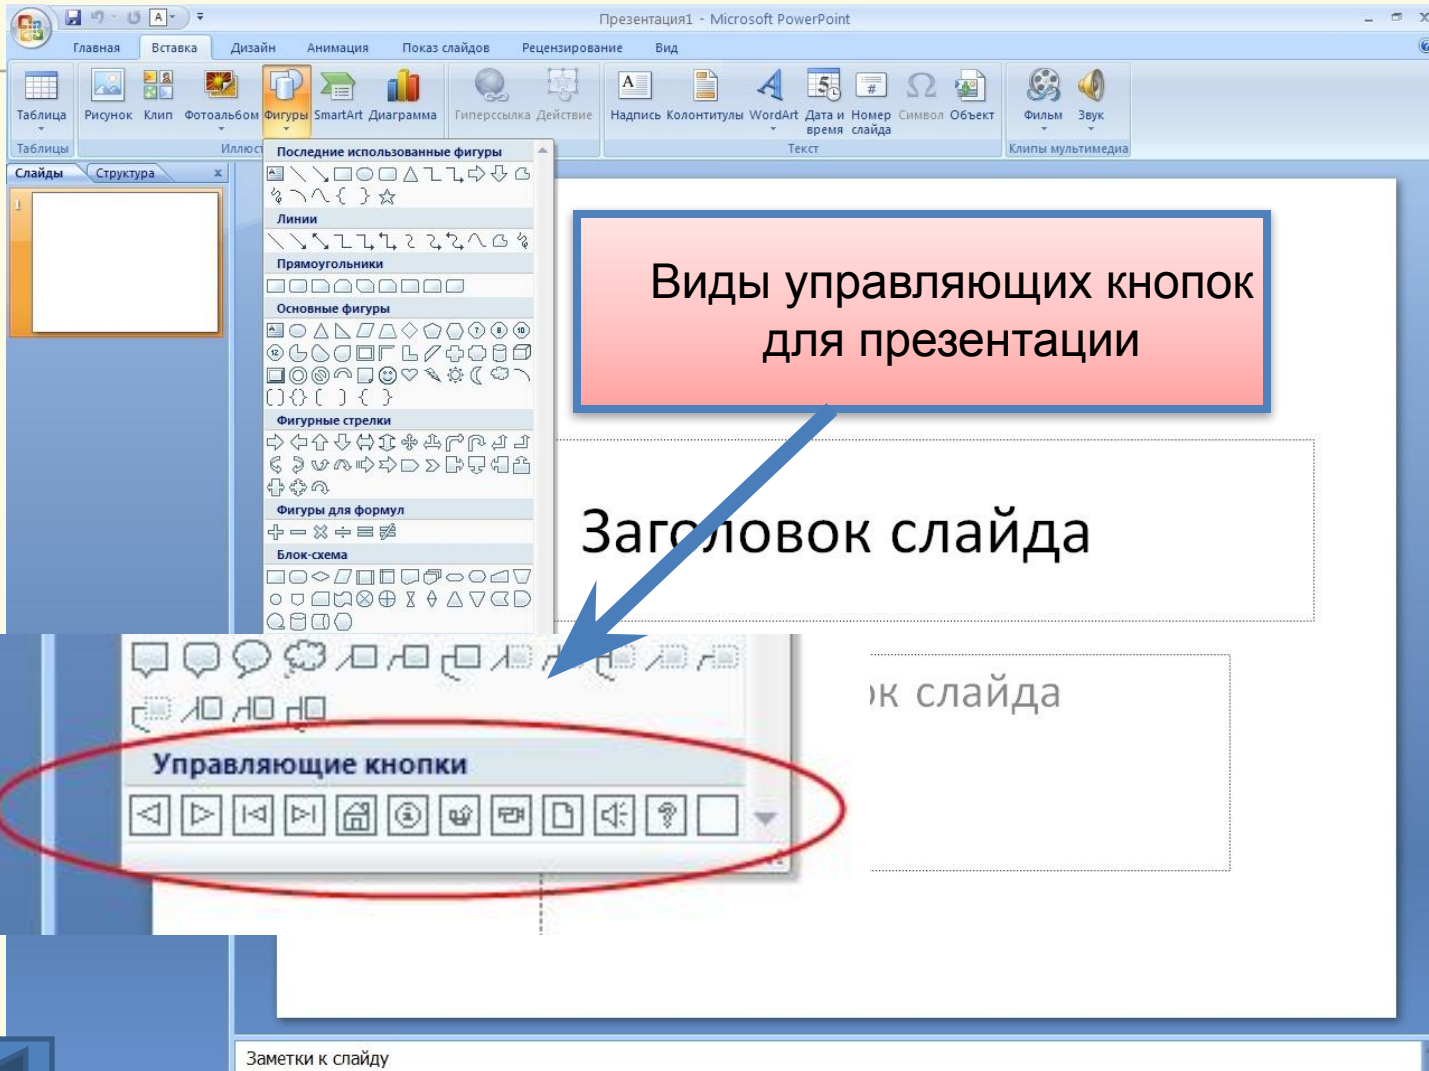 Презентация1 - Microsoft PowerPoint
Главная Вставка Дизайн Анимация Показ слайдов Рецензирование Вид
Таблица Рисунок Клип Фотоальбом Фигуры SmartArt Диаграмма Гиперссылка Действие Надпись Колонтитулы WordArt Дата и время Номер слайда Символ Объект Фильм Звук
Таблицы Текст Клипы мультимедиа
Слайды Структура
1
Последние использованные фигуры
Линии
Прямоугольники
Основные фигуры
Фигурные стрелки
Фигуры для формул
Блок-схема
Виды управляющих кнопок
для презентации
Заголовок слайда
слайда
Управляющие кнопки
Заметки к слайду